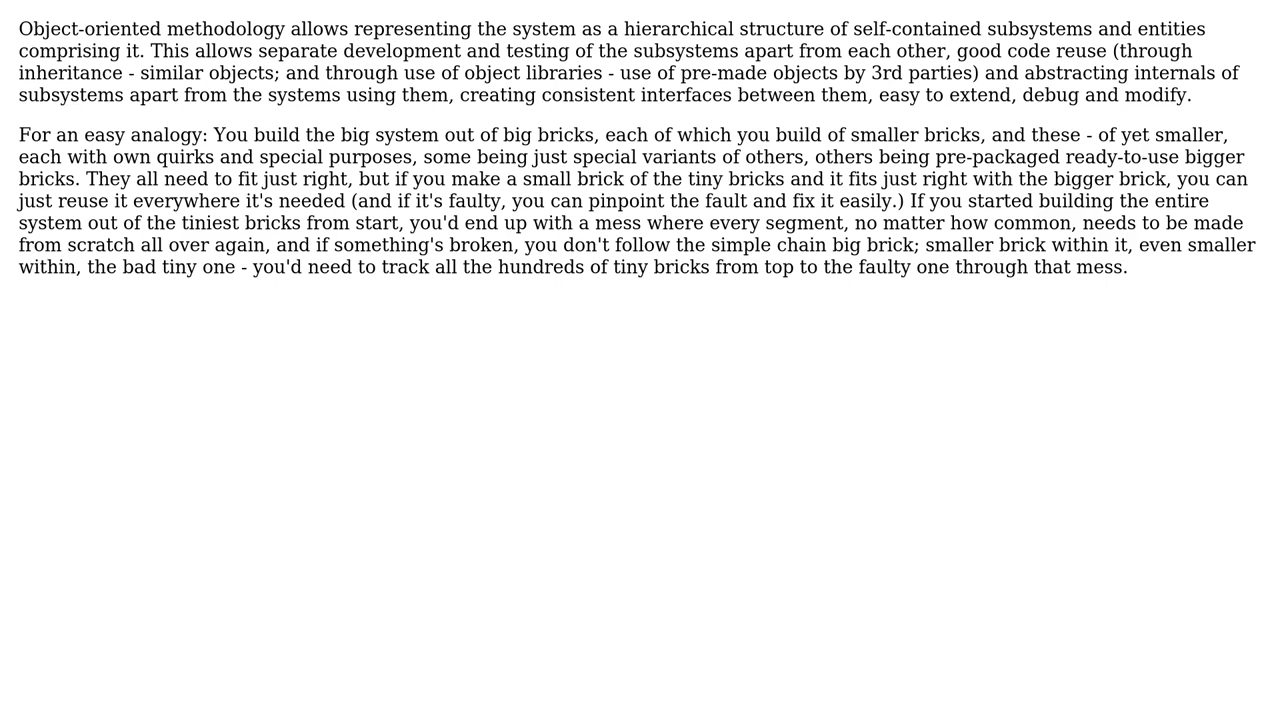 Object-oriented methodology allows representing the system as a hierarchical structure of self-contained subsystems and entities
comprising it. This allows separate development and testing of the subsystems apart from each other, good code reuse (through
inheritance - similar objects; and through use of object libraries - use of pre-made objects by 3rd parties) and abstracting internals of
subsystems apart from the systems using them, creating consistent interfaces between them, easy to extend, debug and modify.
For an easy analogy: You build the big system out of big bricks, each of which you build of smaller bricks, and these - of yet smaller,
each with own quirks and special purposes, some being just special variants of others, others being pre-packaged ready-to-use bigger
bricks. They all need to fit just right, but if you make a small brick of the tiny bricks and it fits just right with the bigger brick, you can
just reuse it everywhere it's needed (and if it's faulty, you can pinpoint the fault and fix it easily.) If you started building the entire
system out of the tiniest bricks from start, you'd end up with a mess where every segment, no matter how common, needs to be made
from scratch all over again, and if something's broken, you don't follow the simple chain big brick; smaller brick within it, even smaller
within, the bad tiny one - you'd need to track all the hundreds of tiny bricks from top to the faulty one through that mess.